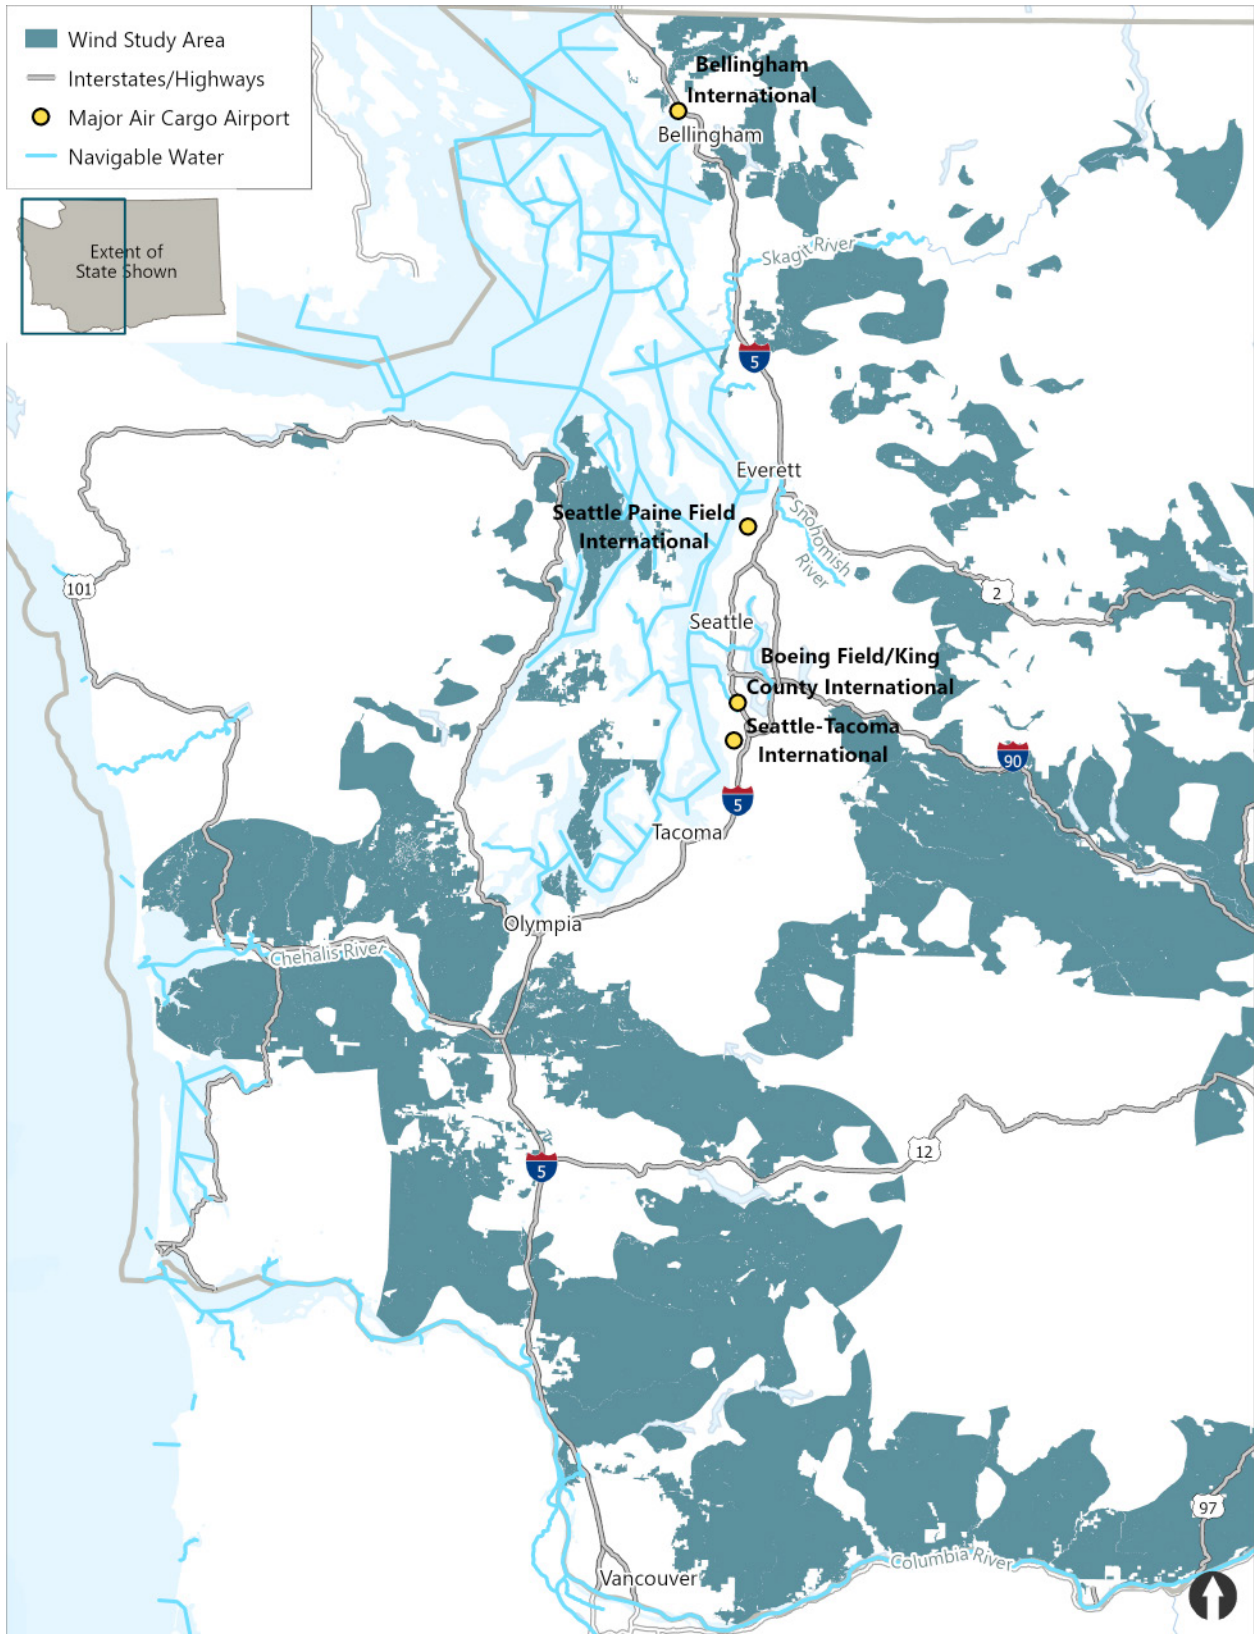 Wind Study Area
Interstates/Highways
Major Air Cargo Airport
Navigable Water
Extent of
State Shown
Bellingham
International
Bellingham
Skagit River
5
Everett
Seattle Paine Field
International
Snohomish
River
101
2
Seattle
Boeing Field/King
County International
Seattle-Tacoma
International
90
5
Tacoma
Olympia
Chehalis River
12
5
97
Columbia River
Vancouver